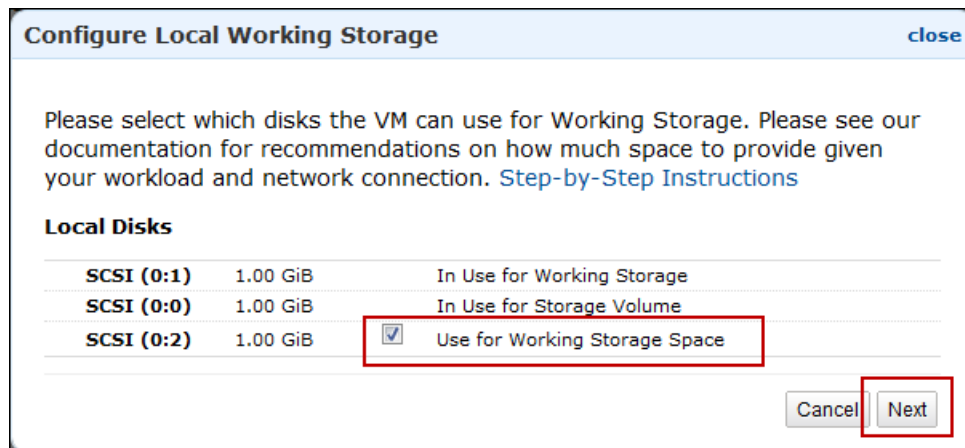 Configure Local Working Storage close
Please select which disks the VM can use for Working Storage. Please see our
documentation for recommendations on how much space to provide given
your workload and network connection. Step-by-Step Instructions
Local Disks
SCSI (0:1) 1.00 GiB In Use for Working Storage
SCSI (0:0) 1.00 GiB In Use for Storage Volume
SCSI (0:2) 1.00 GiB Use for Working Storage Space
Cancel Next